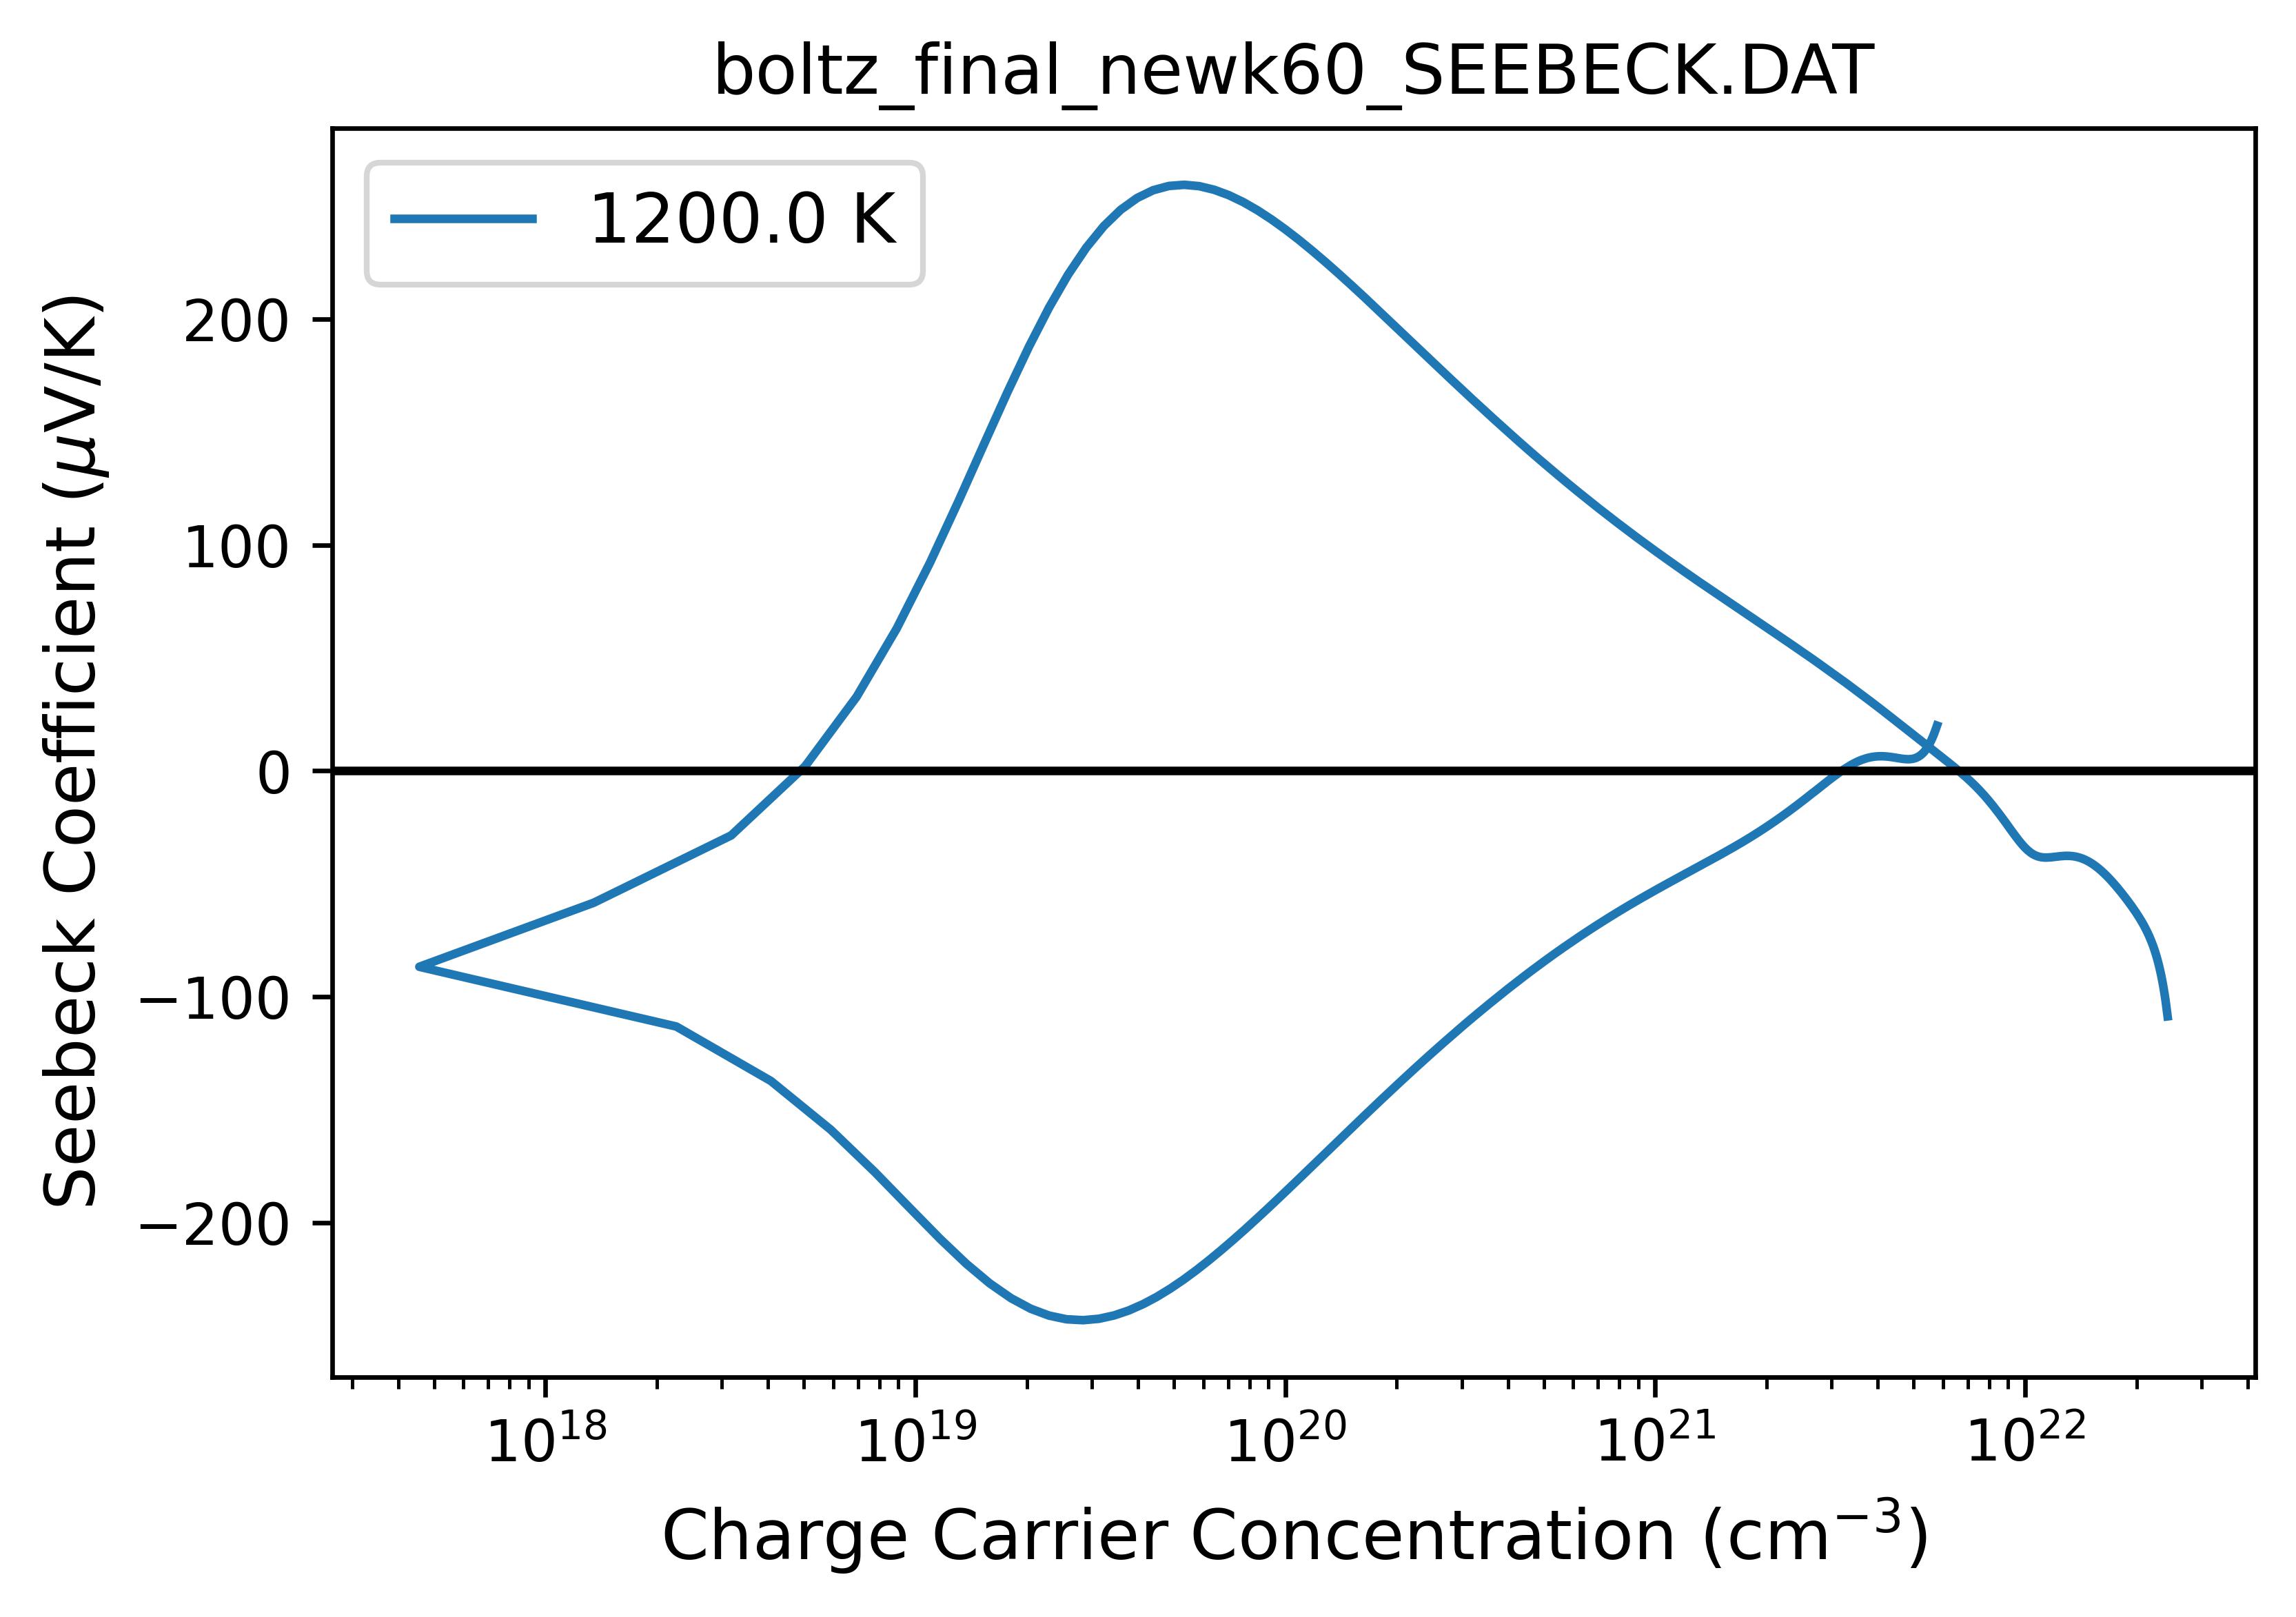 boltz_final_newk60_SEEBECK.DAT
1200.0 K
Seebeck Coefficient (μV/K)
200
100
0
−100
−200
10¹⁸
10¹⁹
10²⁰
10²¹
10²²
Charge Carrier Concentration (cm⁻³)